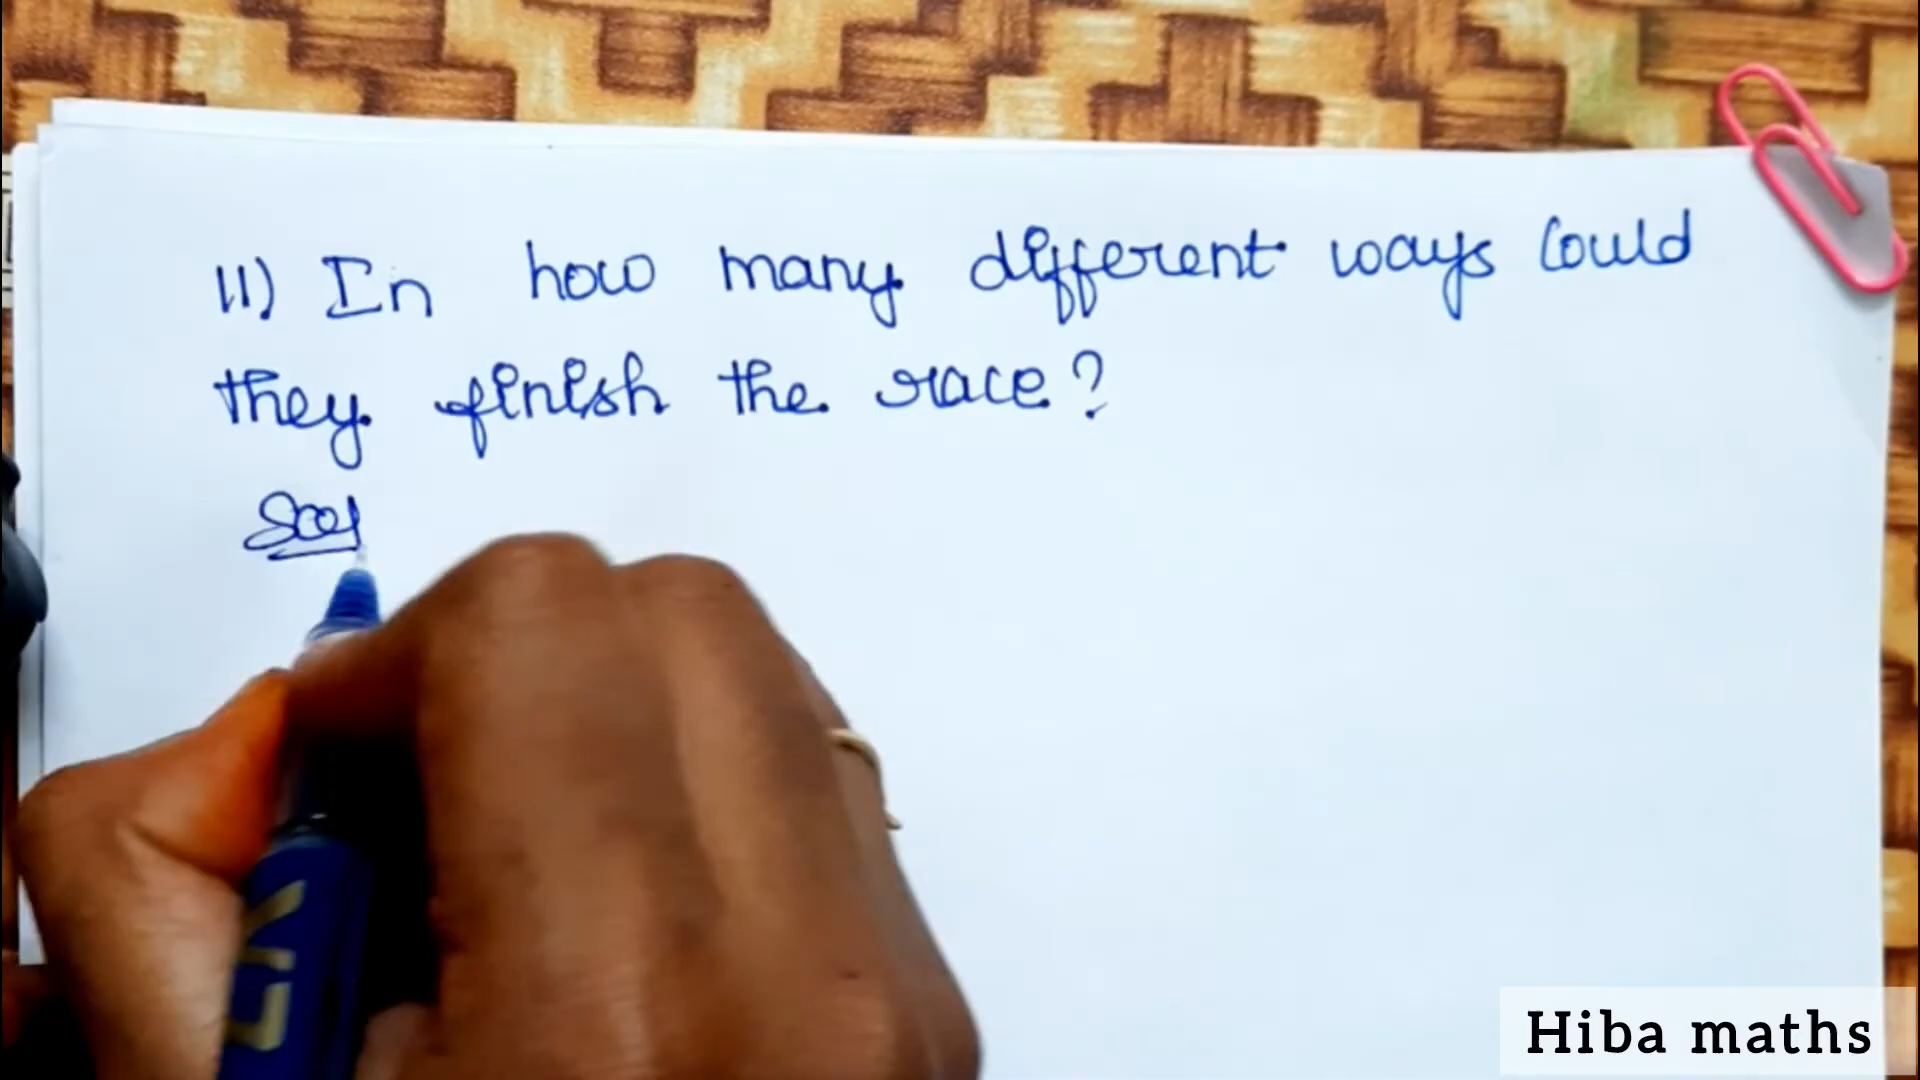 11) In how many different ways could
they finish the race?
Sol
Hiba maths